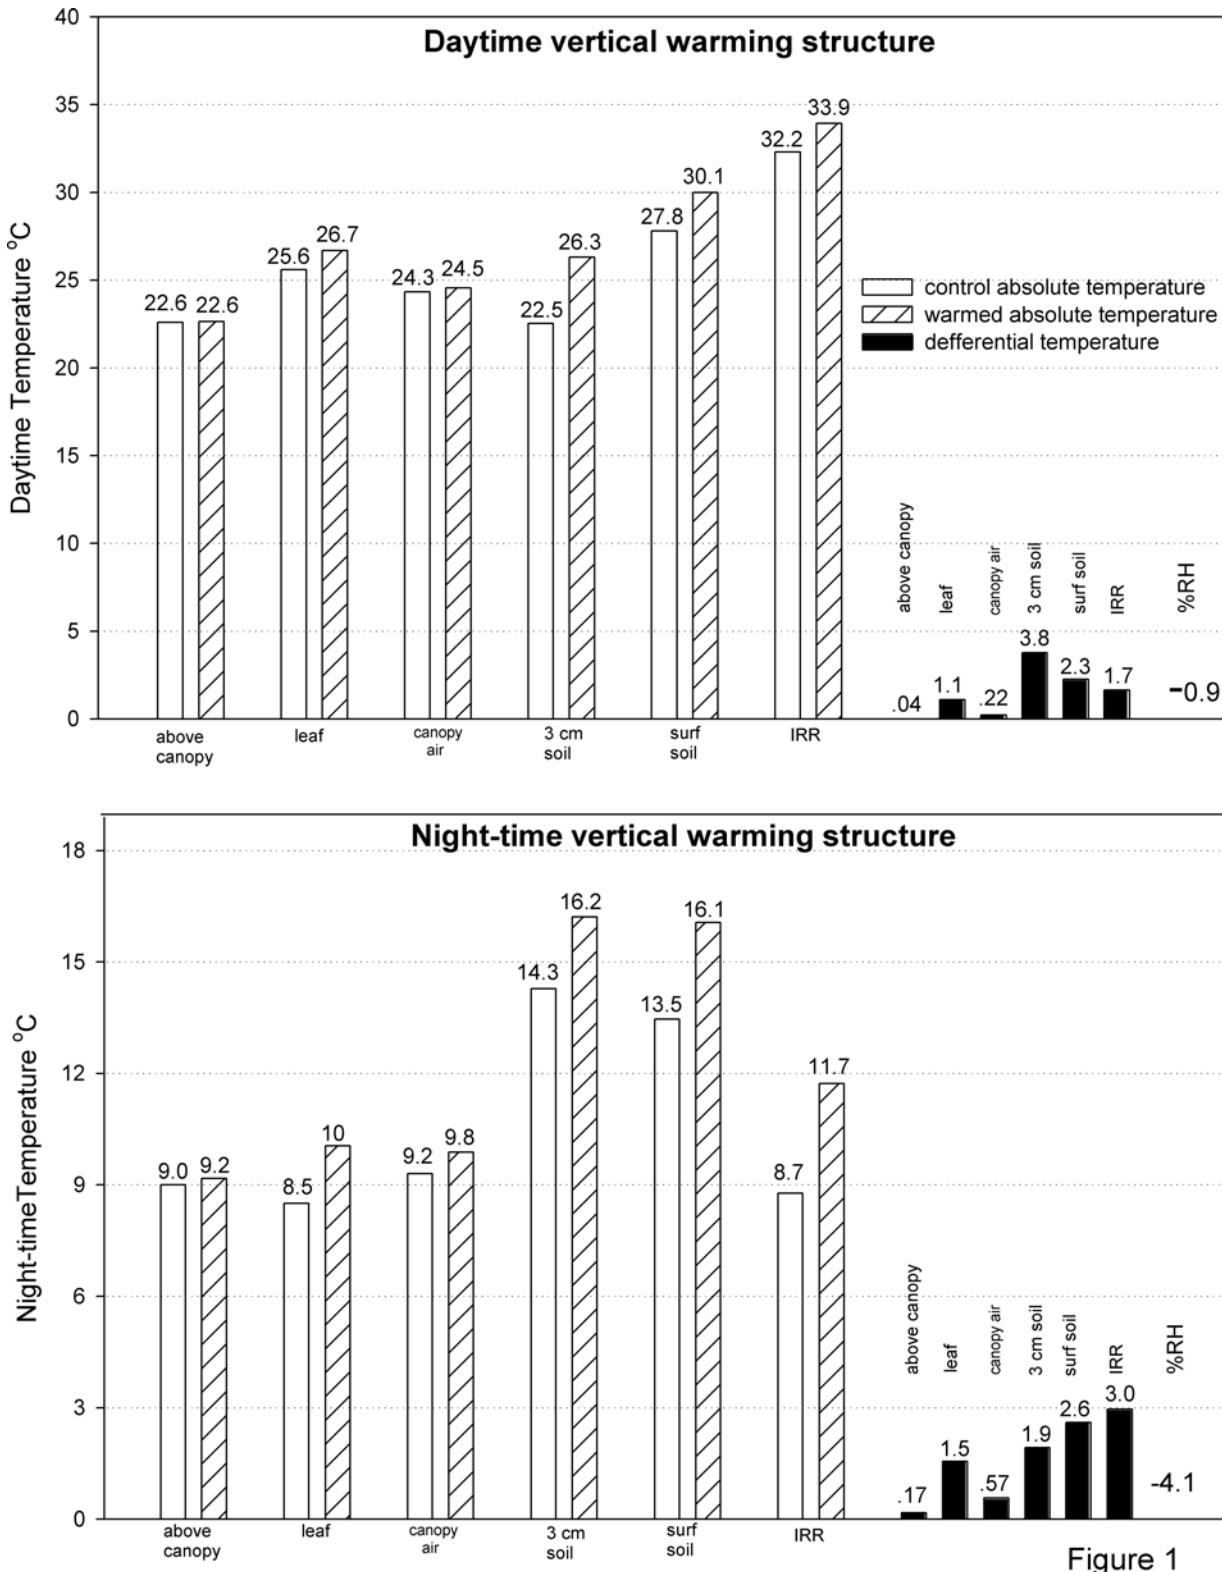 Daytime vertical warming structure
Daytime Temperature °C
40
35
30
25
20
15
10
5
0
22.6 22.6
25.6 26.7
24.3 24.5
22.5 26.3
27.8 30.1
32.2 33.9
control absolute temperature
warmed absolute temperature
defferential temperature
above canopy
leaf
canopy air
3 cm soil
surf soil
IRR
%RH
.04
1.1
.22
3.8
2.3
1.7
-0.9
above
canopy
leaf
canopy
air
3 cm
soil
surf
soil
IRR
Night-time vertical warming structure
Night-timeTemperature °C
18
15
12
9
6
3
0
9.0 9.2
8.5 10
9.2 9.8
14.3 16.2
13.5 16.1
8.7 11.7
above canopy
leaf
canopy air
3 cm soil
surf soil
IRR
%RH
.17
1.5
.57
1.9
2.6
3.0
-4.1
above
canopy
leaf
canopy
air
3 cm
soil
surf
soil
IRR
Figure 1